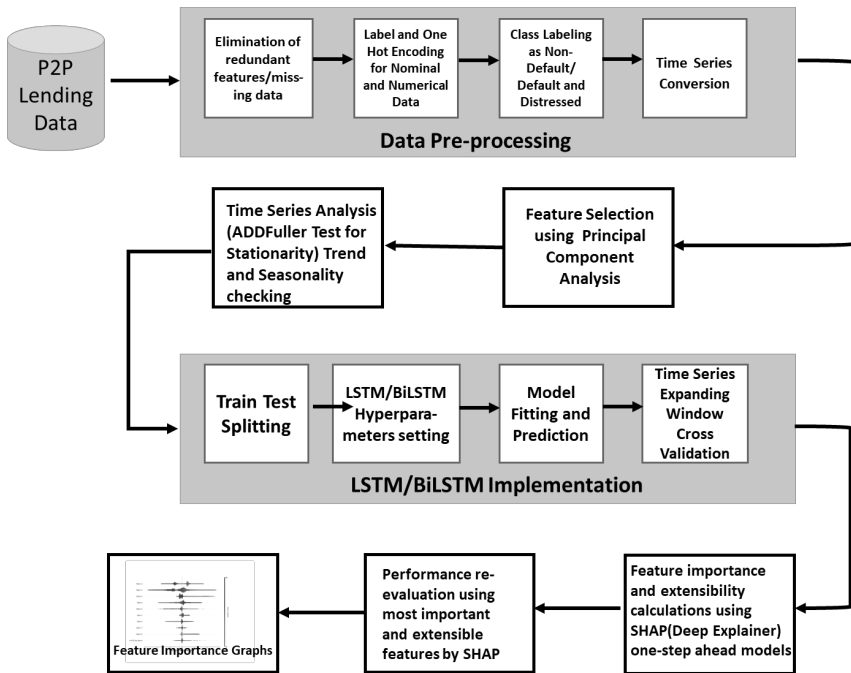 P2P
Lending
Data
Elimination of
redundant
features/miss-
ing data
Label and One
Hot Encoding
for Nominal
and Numerical
Data
Class Labeling
as Non-
Default/
Default and
Distressed
Time Series
Conversion
Data Pre-processing
Time Series Analysis
(ADDFuller Test for
Stationarity) Trend
and Seasonality
checking
Feature Selection
using Principal
Component
Analysis
Train Test
Splitting
LSTM/BiLSTM
Hyperpara-
meters setting
Model
Fitting and
Prediction
Time Series
Expanding
Window
Cross
Validation
LSTM/BiLSTM Implementation
Feature Importance Graphs
Performance re-
evaluation using
most important
and extensible
features by SHAP
Feature importance
and extensibility
calculations using
SHAP(Deep Explainer)
one-step ahead models